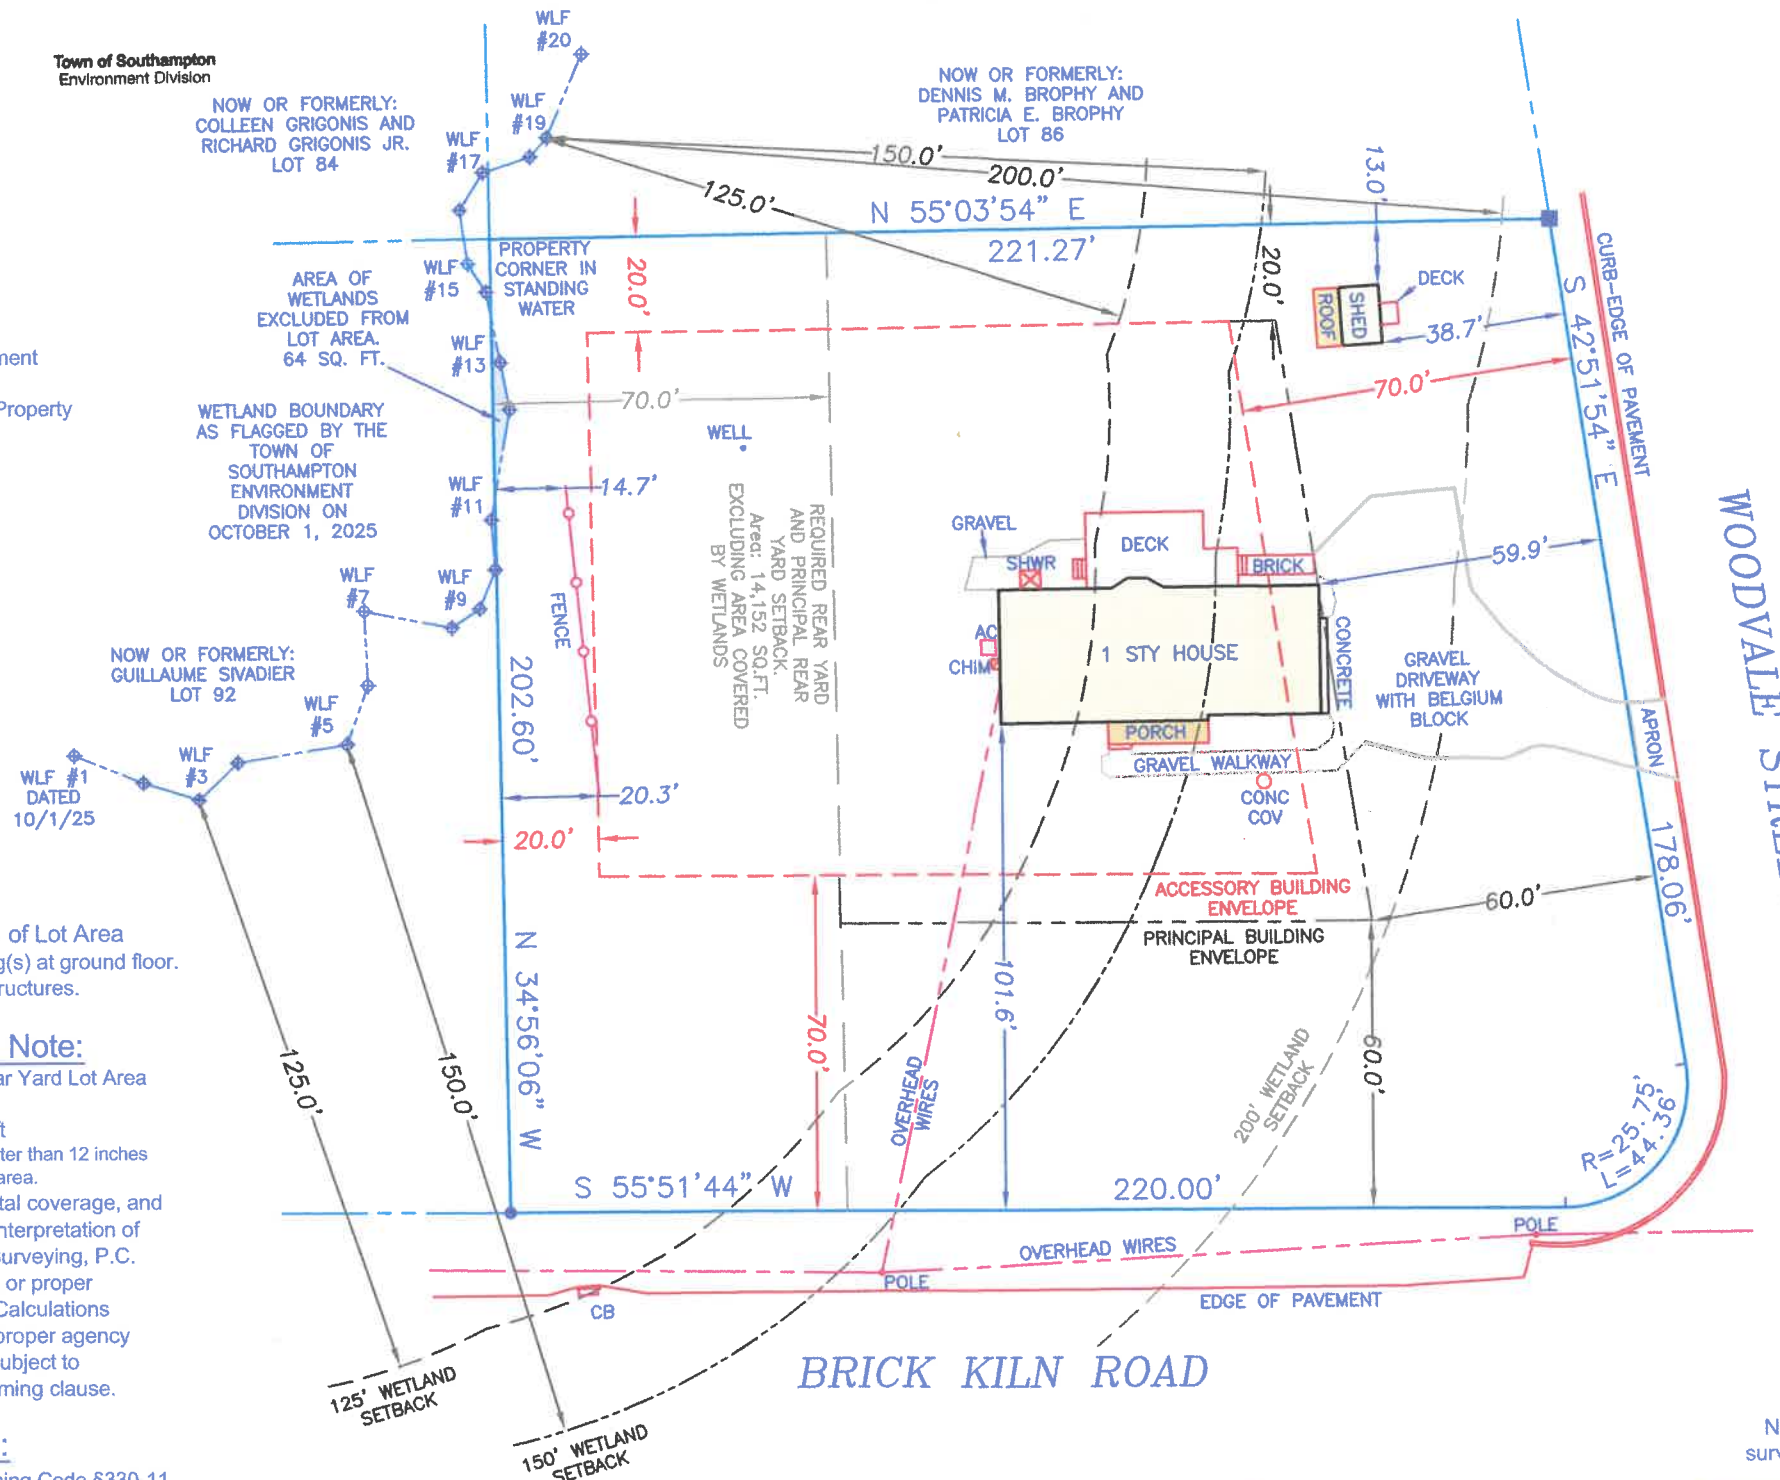 Town of Southampton
Environment Division
WLF
#20
NOW OR FORMERLY:
COLLEEN GRIGONIS AND
RICHARD GRIGONIS JR.
LOT 84
WLF
#19
WLF
#17
NOW OR FORMERLY:
DENNIS M. BROPHY AND
PATRICIA E. BROPHY
LOT 86
150.0'
200.0'
125.0'
13.0'
N 55°03'54" E
221.27'
PROPERTY
CORNER IN
STANDING
WATER
WLF
#15
AREA OF
WETLANDS
EXCLUDED FROM
LOT AREA.
64 SQ. FT.
WLF
#13
20.0'
20.0'
ROOF
SHED
DECK
38.7'
70.0'
CURB-EDGE OF PAVEMENT
S 42°51'54" E
178.06'
70.0'
WETLAND BOUNDARY
AS FLAGGED BY THE
TOWN OF
SOUTHAMPTON
ENVIRONMENT
DIVISION ON
OCTOBER 1, 2025
WLF
#11
14.7'
WELL
REQUIRED REAR YARD
AND PRINCIPAL REAR
YARD SETBACK.
Area: 14,152 SQ.FT.
EXCLUDING AREA COVERED
BY WETLANDS
GRAVEL
SHWR
DECK
BRICK
59.9'
WLF
#7
WLF
#9
FENCE
AC
CHIM
1 STY HOUSE
CONCRETE
GRAVEL
DRIVEWAY
WITH BELGIUM
BLOCK
WOODVALE
NOW OR FORMERLY:
GUILLAUME SIVADIER
LOT 92
WLF
#5
202.60'
PORCH
GRAVEL WALKWAY
APRON
WLF
#3
WLF #1
DATED
10/1/25
20.3'
CONC
COV
20.0'
ACCESSORY BUILDING
ENVELOPE
60.0'
PRINCIPAL BUILDING
ENVELOPE
N 34°56'06" W
101.6'
70.0'
60.0'
125.0'
150.0'
OVERHEAD
WIRES
200' WETLAND
SETBACK
R=25.75'
L=44.36'
S 55°51'44" W
220.00'
POLE
OVERHEAD WIRES
POLE
CB
EDGE OF PAVEMENT
BRICK KILN ROAD
125' WETLAND
SETBACK
150' WETLAND
SETBACK
nent
Property
of Lot Area
g(s) at ground floor.
ructures.
Note:
ar Yard Lot Area
t
ter than 12 inches
area.
tal coverage, and
nterpretation of
urveying, P.C.
or proper
Calculations
proper agency
ubject to
ming clause.
ning Code §330-11
N
surv